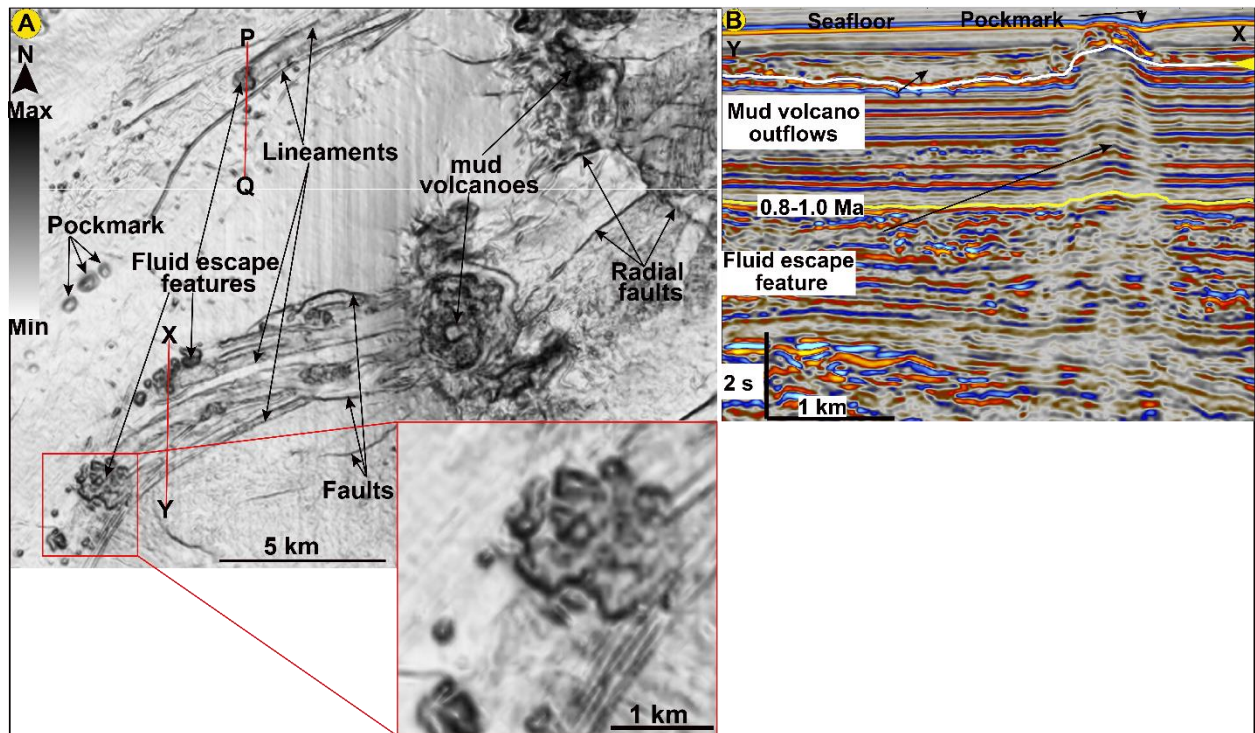 A
N
Max
Min
P
Q
Lineaments
mud
volcanoes
Pockmark
Fluid escape
features
Radial
faults
X
Y
Faults
5 km
1 km
B
Seafloor
Pockmark
Y
X
Mud volcano
outflows
0.8-1.0 Ma
Fluid escape
feature
2 s
1 km